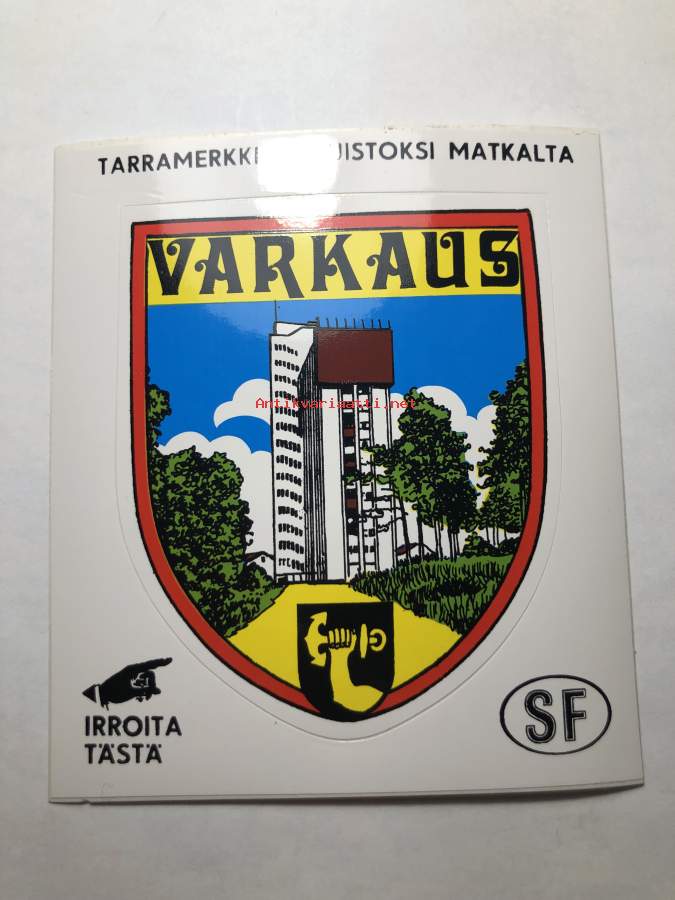 TARRAMERKKI MATKALTA
VARKAUS
Antikvariaatti.net
IRROITA
TÄSTÄ
SF